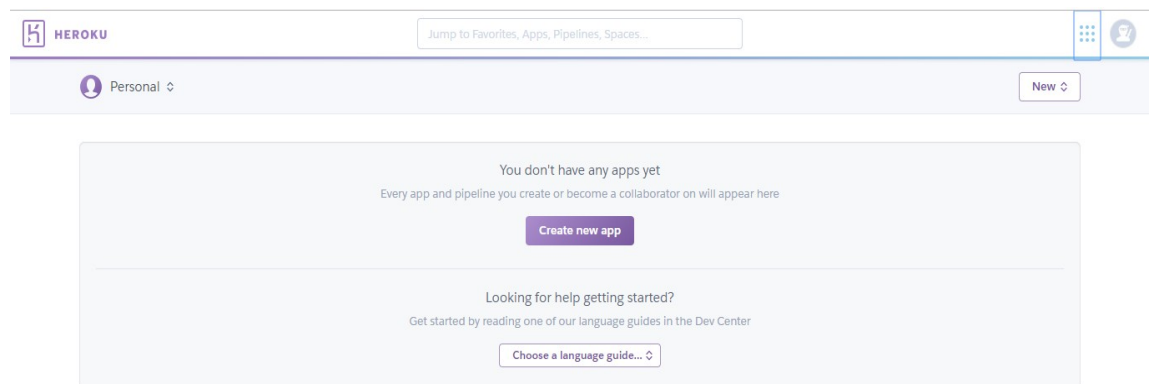 HEROKU
Jump to Favorites, Apps, Pipelines, Spaces...
Personal
New
You don't have any apps yet
Every app and pipeline you create or become a collaborator on will appear here
Create new app
Looking for help getting started?
Get started by reading one of our language guides in the Dev Center
Choose a language guide...